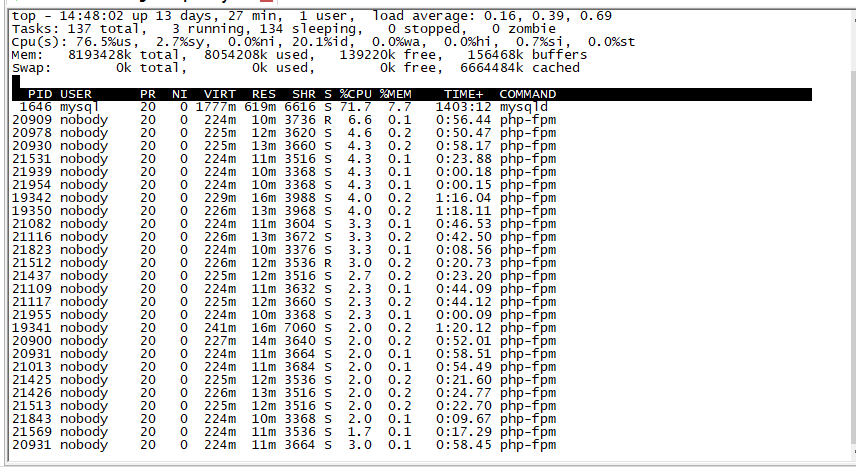 top - 14:48:02 up 13 days, 27 min,  1 user,  load average: 0.16, 0.39, 0.69
Tasks: 137 total,   3 running, 134 sleeping,   0 stopped,   0 zombie
Cpu(s): 76.5%us,  2.7%sy,  0.0%ni, 20.1%id,  0.0%wa,  0.0%hi,  0.7%si,  0.0%st
Mem:   8193428k total,  8054208k used,   139220k free,   156468k buffers
Swap:        0k total,        0k used,        0k free,  6664484k cached
PID USER      PR  NI  VIRT  RES  SHR S %CPU %MEM    TIME+  COMMAND
1646 mysql     20   0 1777m 619m 6616 S 71.7  7.7   1403:12 mysqld
20909 nobody    20   0  224m  10m 3736 R  6.6  0.1   0:56.44 php-fpm
20978 nobody    20   0  225m  12m 3620 S  4.6  0.2   0:50.47 php-fpm
20930 nobody    20   0  225m  13m 3660 S  4.3  0.2   0:58.17 php-fpm
21531 nobody    20   0  224m  11m 3516 S  4.3  0.1   0:23.88 php-fpm
21939 nobody    20   0  224m  10m 3368 S  4.3  0.1   0:00.18 php-fpm
21954 nobody    20   0  224m  10m 3368 S  4.3  0.1   0:00.15 php-fpm
19342 nobody    20   0  229m  16m 3988 S  4.0  0.2   1:16.04 php-fpm
19350 nobody    20   0  226m  13m 3968 S  4.0  0.2   1:18.11 php-fpm
21082 nobody    20   0  224m  11m 3604 S  3.3  0.1   0:46.53 php-fpm
21116 nobody    20   0  226m  13m 3672 S  3.3  0.2   0:42.50 php-fpm
21823 nobody    20   0  224m  10m 3376 S  3.3  0.1   0:08.56 php-fpm
21512 nobody    20   0  226m  12m 3536 R  3.0  0.2   0:20.73 php-fpm
21437 nobody    20   0  225m  12m 3516 S  2.7  0.2   0:23.20 php-fpm
21109 nobody    20   0  224m  11m 3632 S  2.3  0.1   0:44.09 php-fpm
21117 nobody    20   0  225m  12m 3660 S  2.3  0.2   0:44.12 php-fpm
21955 nobody    20   0  224m  10m 3368 S  2.3  0.1   0:00.09 php-fpm
19341 nobody    20   0  241m  16m 7060 S  2.0  0.2   1:20.12 php-fpm
20900 nobody    20   0  227m  14m 3640 S  2.0  0.2   0:52.01 php-fpm
20931 nobody    20   0  224m  11m 3664 S  2.0  0.1   0:58.51 php-fpm
21013 nobody    20   0  224m  11m 3684 S  2.0  0.1   0:54.49 php-fpm
21425 nobody    20   0  225m  12m 3536 S  2.0  0.2   0:21.60 php-fpm
21426 nobody    20   0  226m  13m 3516 S  2.0  0.2   0:24.77 php-fpm
21513 nobody    20   0  225m  12m 3516 S  2.0  0.2   0:22.70 php-fpm
21843 nobody    20   0  224m  10m 3368 S  2.0  0.1   0:09.67 php-fpm
21569 nobody    20   0  224m  11m 3536 S  1.7  0.1   0:17.29 php-fpm
20931 nobody    20   0  224m  11m 3664 S  3.0  0.1   0:58.45 php-fpm